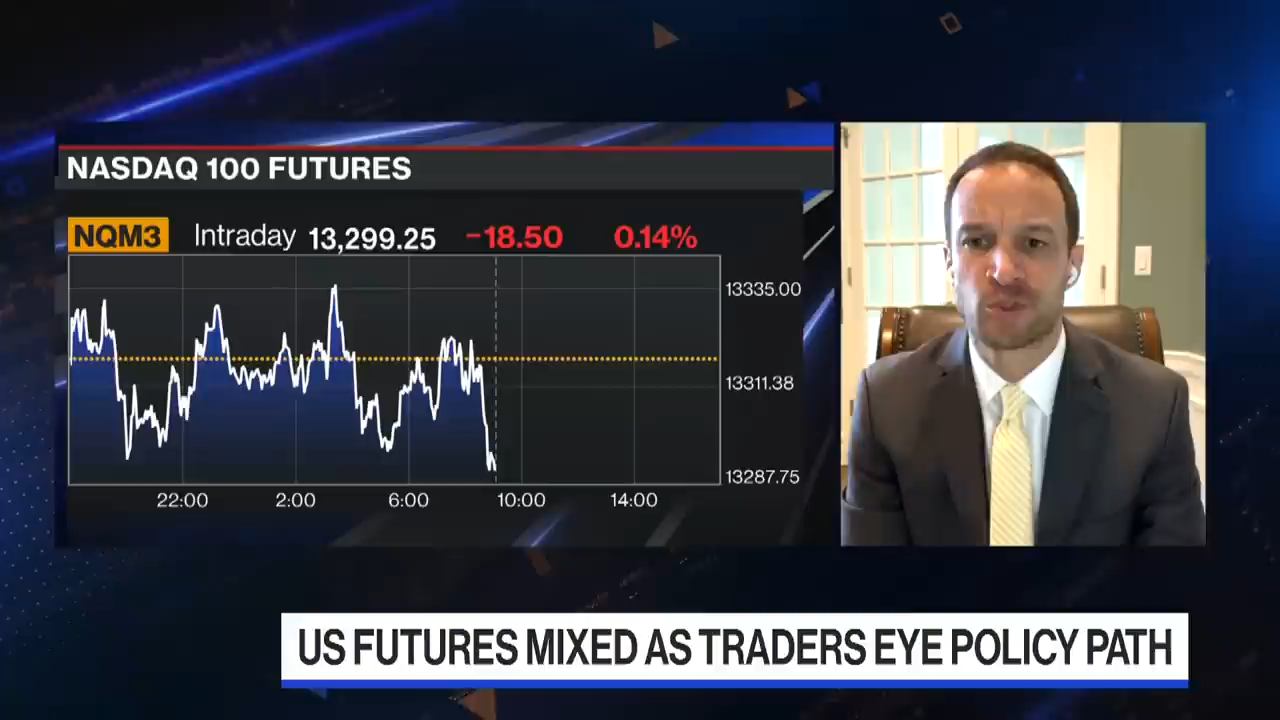 NASDAQ 100 FUTURES
NQM3 Intraday 13,299.25 -18.50 0.14%
13335.00
13311.38
13287.75
22:00 2:00 6:00 10:00 14:00
US FUTURES MIXED AS TRADERS EYE POLICY PATH